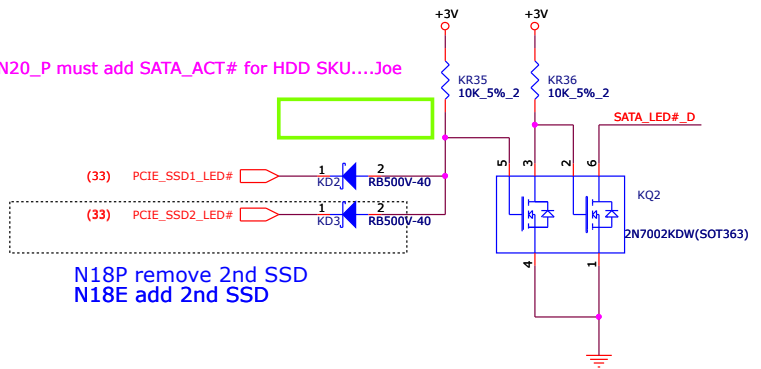 +3V
+3V
N20_P must add SATA_ACT# for HDD SKU....Joe
KR35
10K_5%_2
KR36
10K_5%_2
SATA_LED#_D
(33) PCIE_SSD1_LED#
1
KD2
2
RB500V-40
5
3
2
6
KQ2
(33) PCIE_SSD2_LED#
1
KD3
2
RB500V-40
2N7002KDW(SOT363)
4
1
N18P remove 2nd SSD
N18E add 2nd SSD